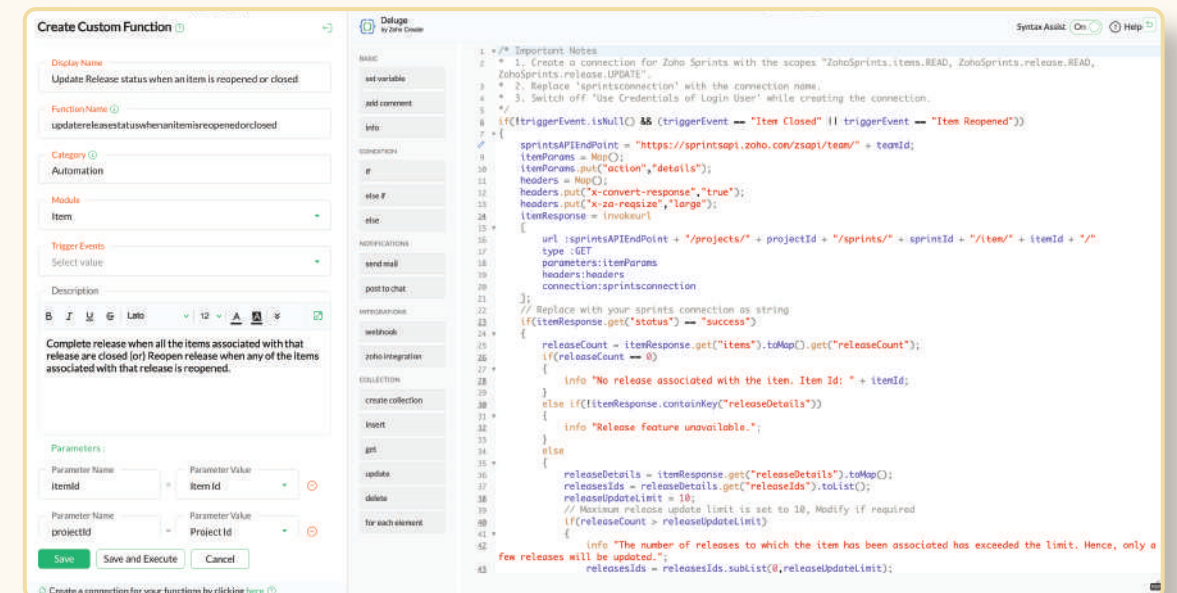 Create Custom Function
Display Name
Update Release status when an item is reopened or closed
Function Name
updatereleasestatuswhenanitemisreopenedorclosed
Category
Automation
Module
Item
Trigger Events
Select value
Description
B I U S Lato 12 A A
Complete release when all the items associated with that
release are closed (or) Reopen release when any of the items
associated with that release is reopened.
Parameters :
Parameter Name Parameter Value
itemId = Item Id
Parameter Name Parameter Value
projectId = Project Id
Save Save and Execute Cancel
Create a connection for your functions by clicking here
Deluge
by Zoho Creator
BASIC
set variable
add comment
info
CONDITION
if
else if
else
NOTIFICATIONS
send mail
post to chat
INTEGRATIONS
webhook
zoho integration
COLLECTION
create collection
insert
get
update
delete
for each element
Syntax Assist On Help
1 /* Important Notes
2 * 1. Create a connection for Zoho Sprints with the scopes "ZohoSprints.items.READ, ZohoSprints.release.READ,
ZohoSprints.release.UPDATE".
3 * 2. Replace 'sprintsconnection' with the connection name.
4 * 3. Switch off "Use Credentials of Login User" while creating the connection.
5 */
6 if(!triggerEvent.isNull() && (triggerEvent == "Item Closed" || triggerEvent == "Item Reopened"))
7 {
sprintsAPIEndPoint = "https://sprintsapi.zoho.com/zsapi/team/" + teamId;
9 itemParams = Map();
10 itemParams.put("action","details");
11 headers = Map();
12 headers.put("x-convert-response","true");
13 headers.put("x-za-reqsize","large");
14 itemResponse = invokeurl
15 [
16 url :sprintsAPIEndPoint + "/projects/" + projectId + "/sprints/" + sprintId + "/item/" + itemId + "/"
17 type :GET
18 parameters:itemParams
19 headers:headers
20 connection:sprintsconnection
21 ];
22 // Replace with your sprints connection as string
23 if(itemResponse.get("status") == "success")
24 {
25 releaseCount = itemResponse.get("items").toMap().get("releaseCount");
26 if(releaseCount == 0)
27 {
28 info "No release associated with the item. Item Id: " + itemId;
29 }
30 else if(!itemResponse.containKey("releaseDetails"))
31 {
32 info "Release feature unavailable.";
33 }
34 else
35 {
36 releaseDetails = itemResponse.get("releaseDetails").toMap();
37 releasesIds = releaseDetails.get("releaseIds").toList();
38 releaseUpdateLimit = 10;
39 // Maximum release update limit is set to 10, Modify if required
40 if(releaseCount > releaseUpdateLimit)
41 {
42 info "The number of releases to which the item has been associated has exceeded the limit. Hence, only a
few releases will be updated.";
43 releasesIds = releasesIds.subList(0,releaseUpdateLimit);